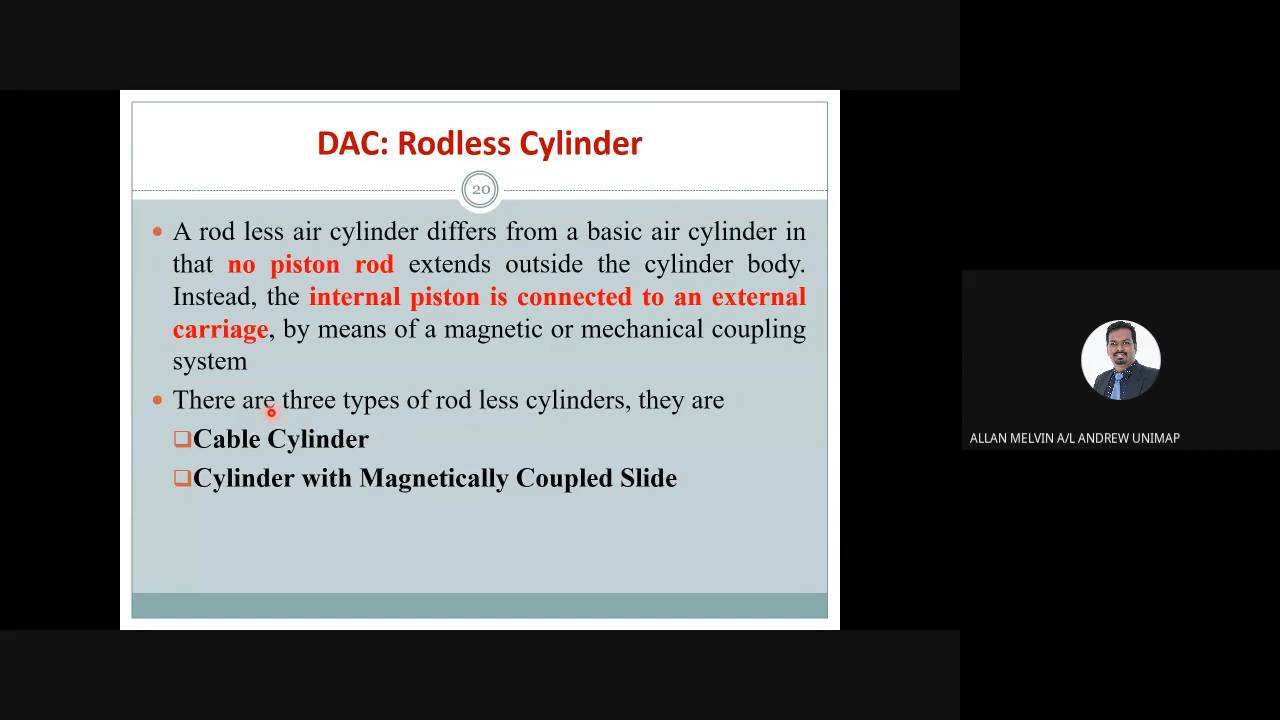 DAC: Rodless Cylinder
20
A rod less air cylinder differs from a basic air cylinder in
that no piston rod extends outside the cylinder body.
Instead, the internal piston is connected to an external
carriage, by means of a magnetic or mechanical coupling
system
There are three types of rod less cylinders, they are
Cable Cylinder
Cylinder with Magnetically Coupled Slide
ALLAN MELVIN A/L ANDREW UNIMAP